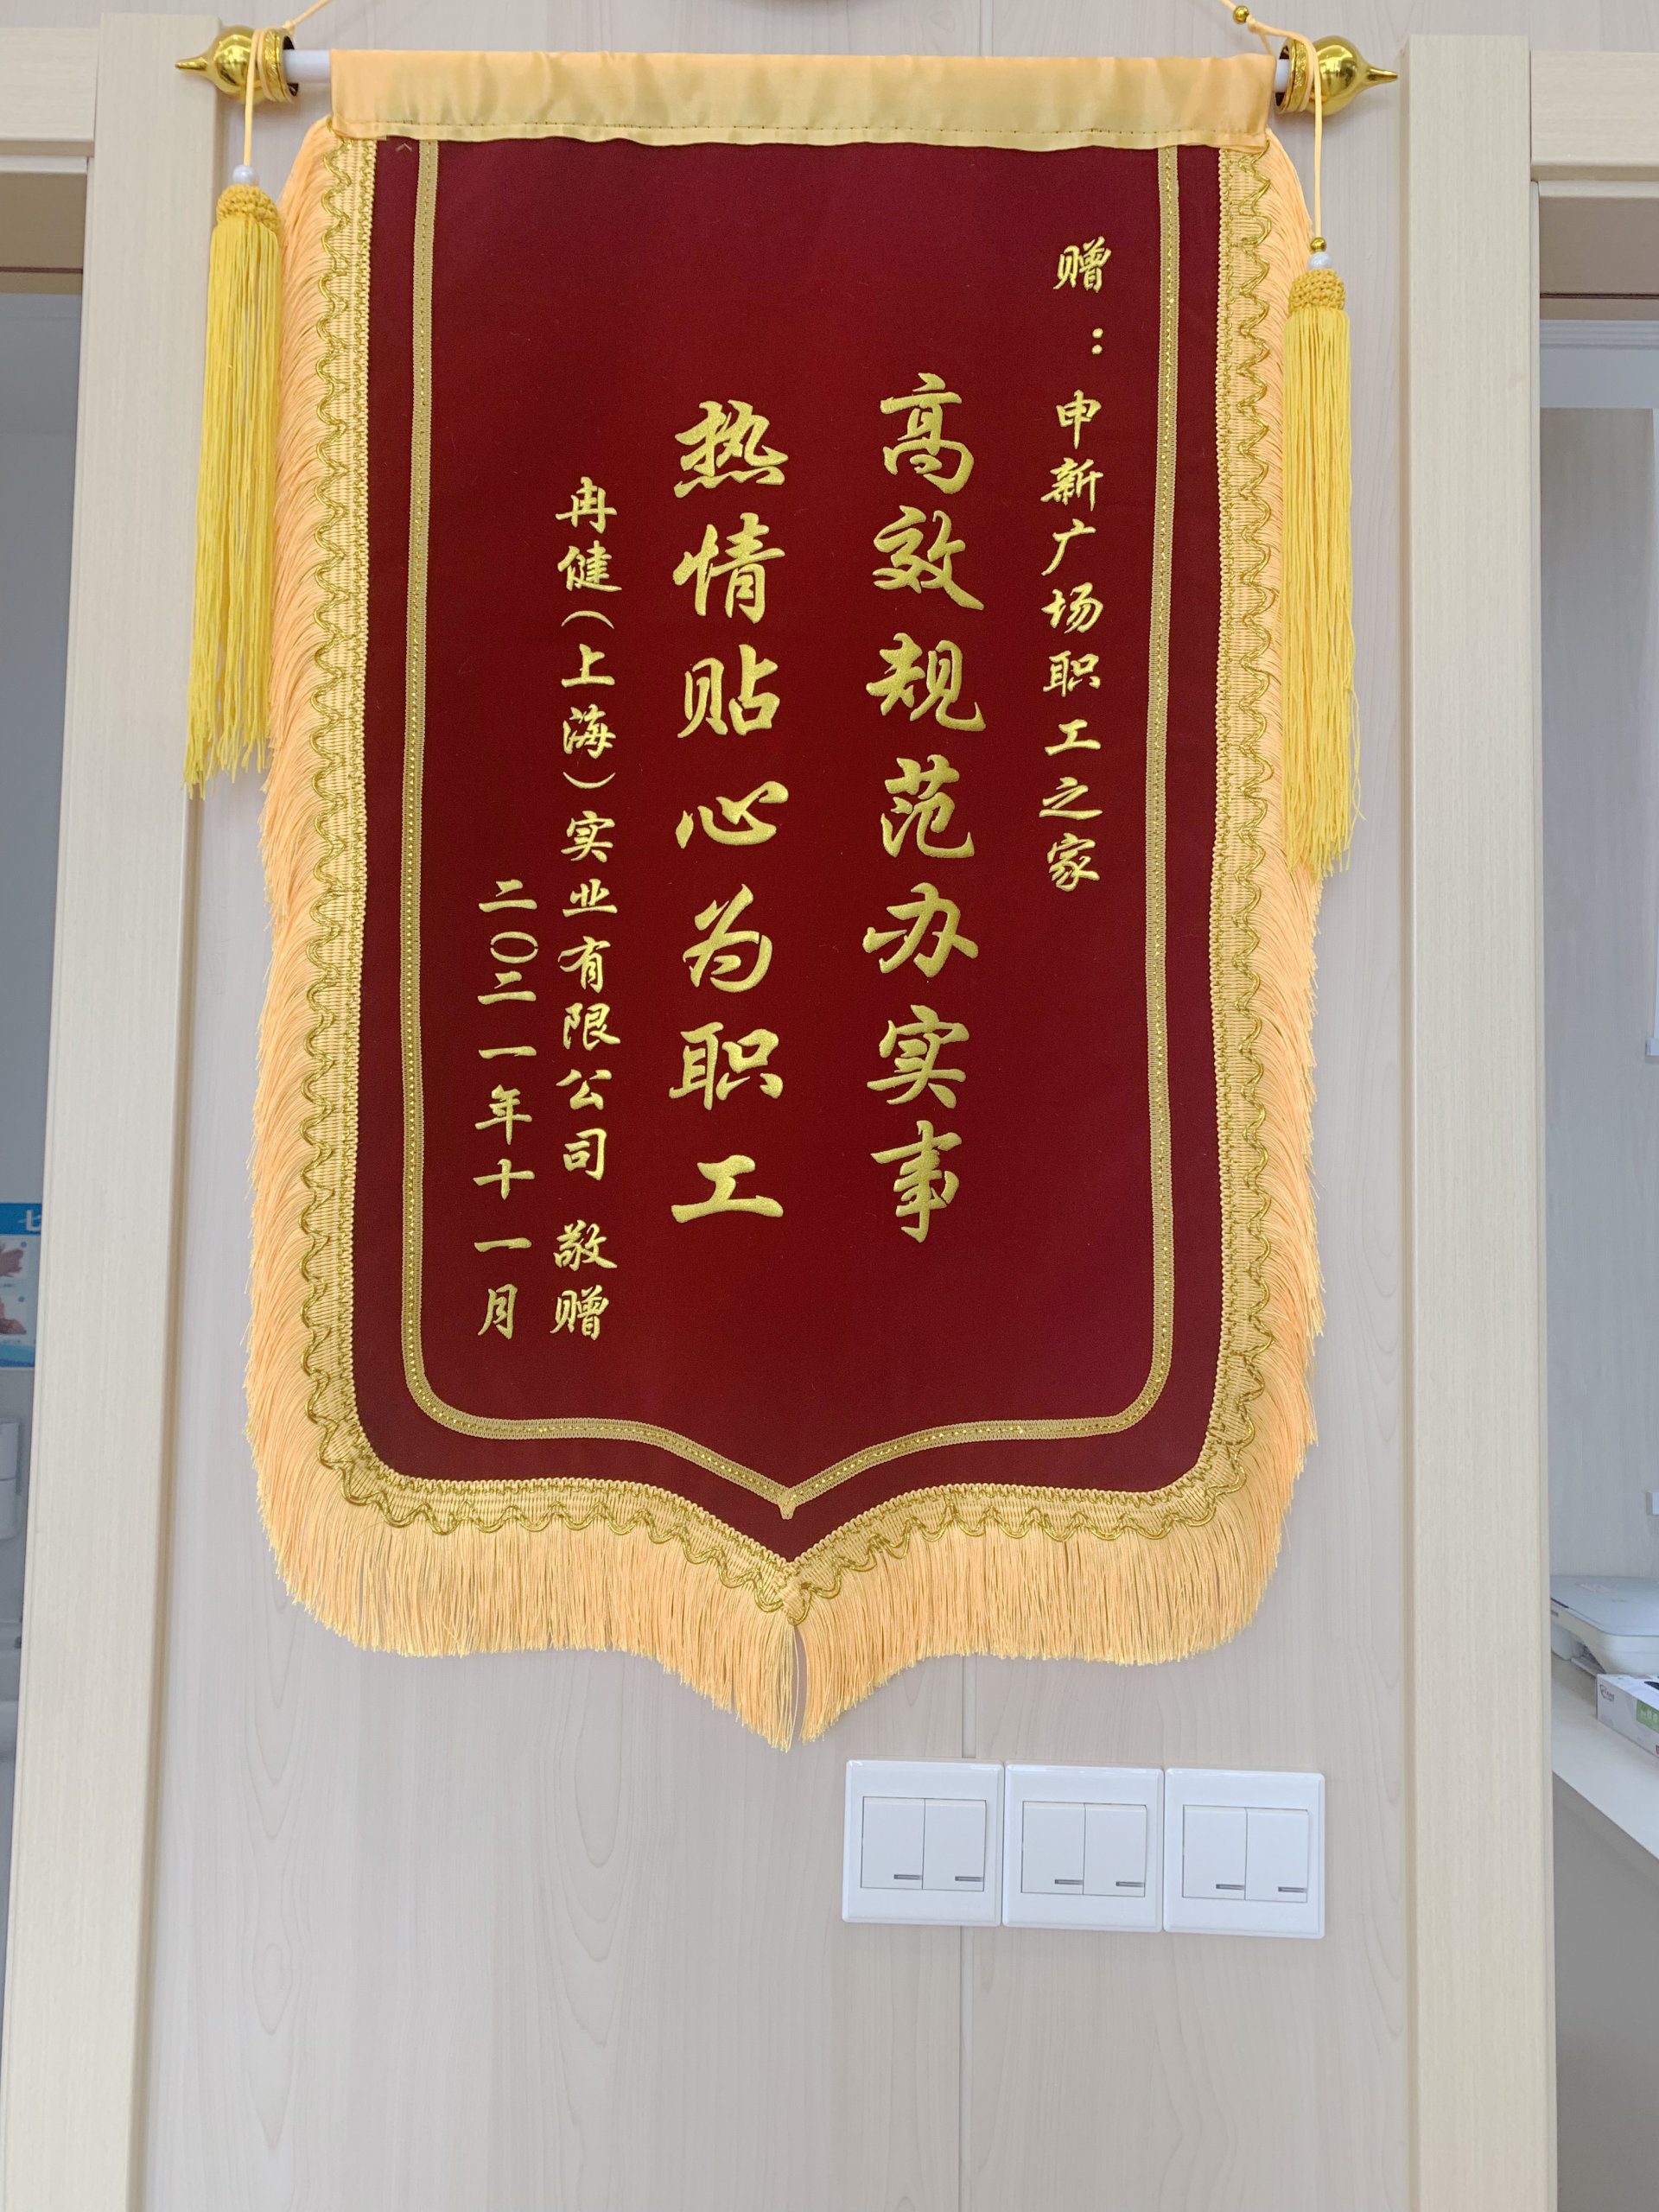 赠：申新广场职工之家
高效规范办实事
热情贴心为职工
冉健（上海）实业有限公司 敬赠
二〇二一年十一月
七